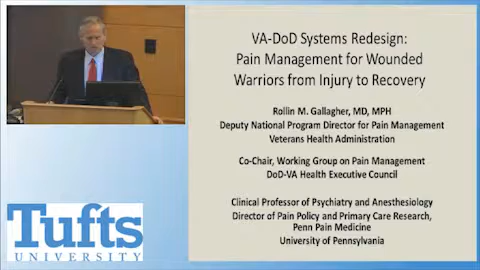 VA-DoD Systems Redesign:
Pain Management for Wounded
Warriors from Injury to Recovery
Rollin M. Gallagher, MD, MPH
Deputy National Program Director for Pain Management
Veterans Health Administration
Co-Chair, Working Group on Pain Management
DoD-VA Health Executive Council
Clinical Professor of Psychiatry and Anesthesiology
Director of Pain Policy and Primary Care Research,
Penn Pain Medicine
University of Pennsylvania
Tufts
UNIVERSITY